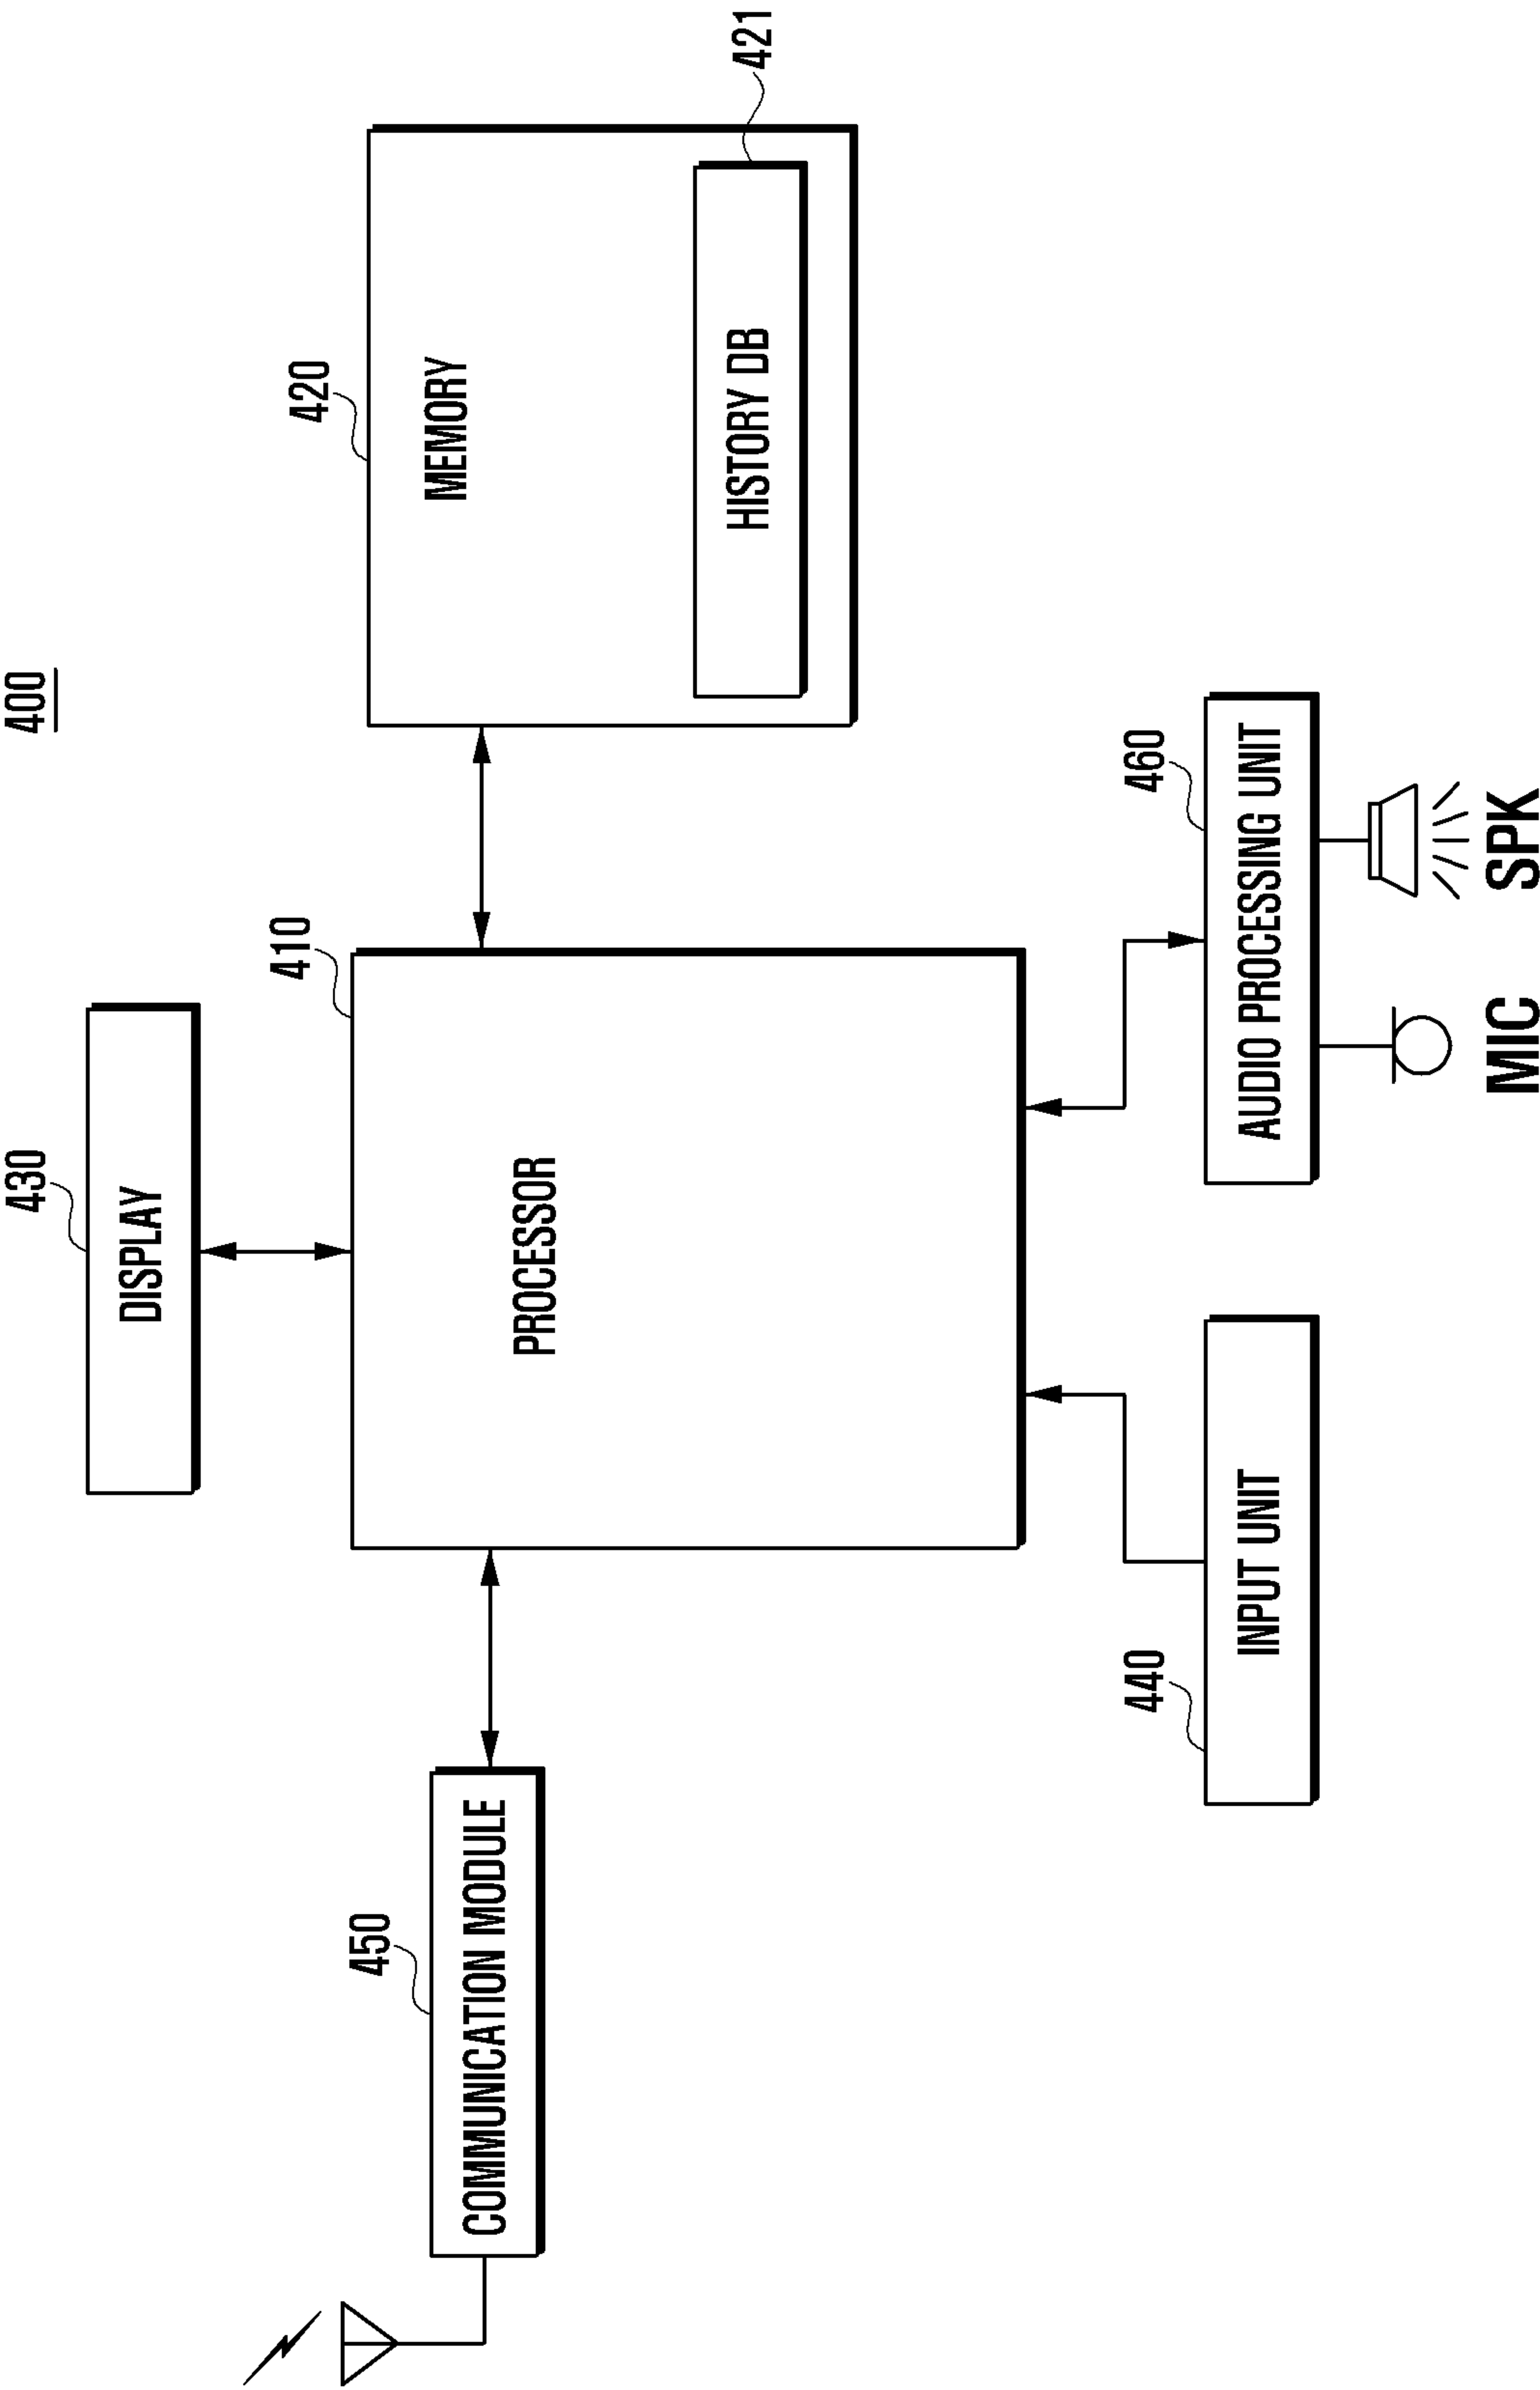 400
430
DISPLAY
410
420
450
COMMUNICATION MODULE
PROCESSOR
MEMORY
HISTORY DB
421
440
460
INPUT UNIT
AUDIO PROCESSING UNIT
MIC
SPK